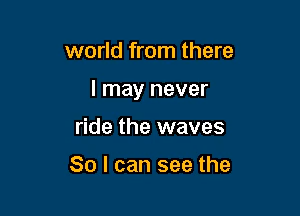 world from there
I may never
ride the waves
So I can see the